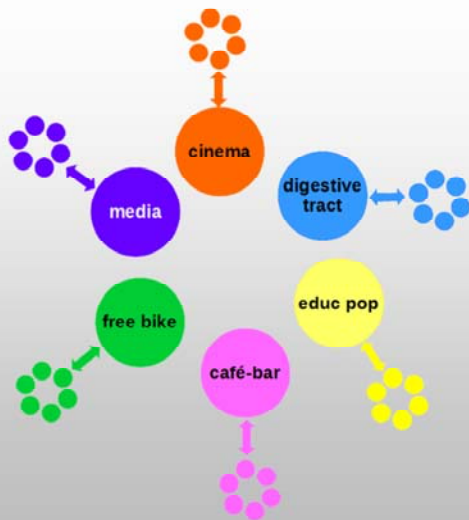 cinema
media
digestive
tract
free bike
educ pop
café-bar